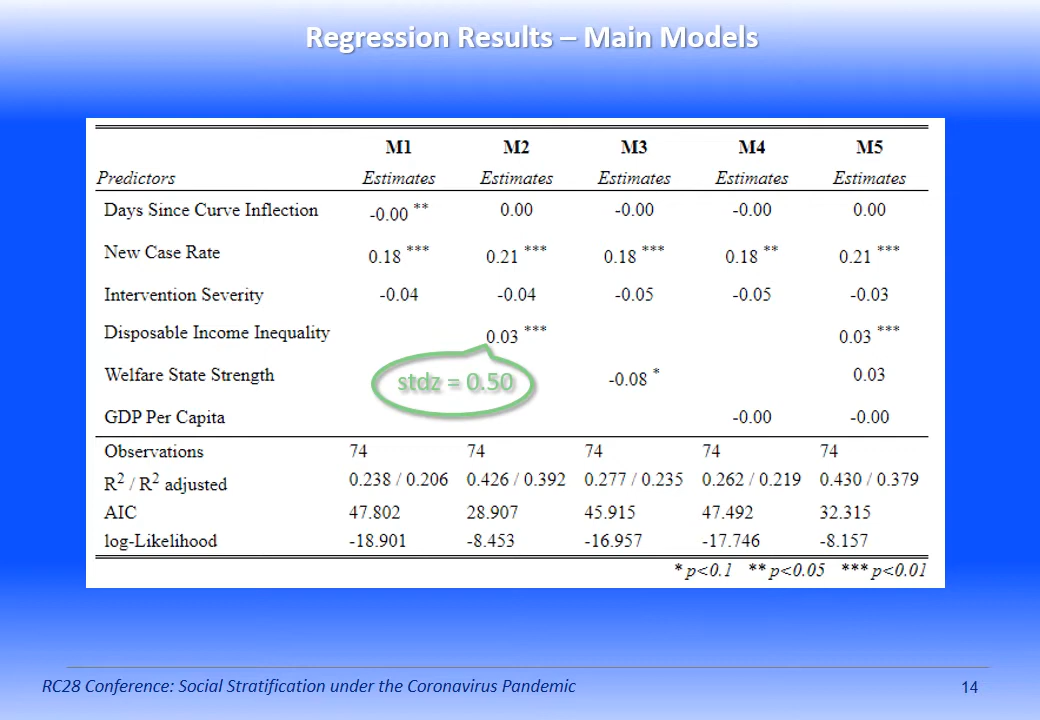 Regression Results – Main Models
M1 M2 M3 M4 M5
Predictors Estimates Estimates Estimates Estimates Estimates
Days Since Curve Inflection -0.00 ** 0.00 -0.00 -0.00 0.00
New Case Rate 0.18 *** 0.21 *** 0.18 *** 0.18 ** 0.21 ***
Intervention Severity -0.04 -0.04 -0.05 -0.05 -0.03
Disposable Income Inequality 0.03 *** 0.03 ***
stdz = 0.50
Welfare State Strength -0.08 * 0.03
GDP Per Capita -0.00 -0.00
Observations 74 74 74 74 74
R2 / R2 adjusted 0.238 / 0.206 0.426 / 0.392 0.277 / 0.235 0.262 / 0.219 0.430 / 0.379
AIC 47.802 28.907 45.915 47.492 32.315
log-Likelihood -18.901 -8.453 -16.957 -17.746 -8.157
* p<0.1 ** p<0.05 *** p<0.01
RC28 Conference: Social Stratification under the Coronavirus Pandemic 14